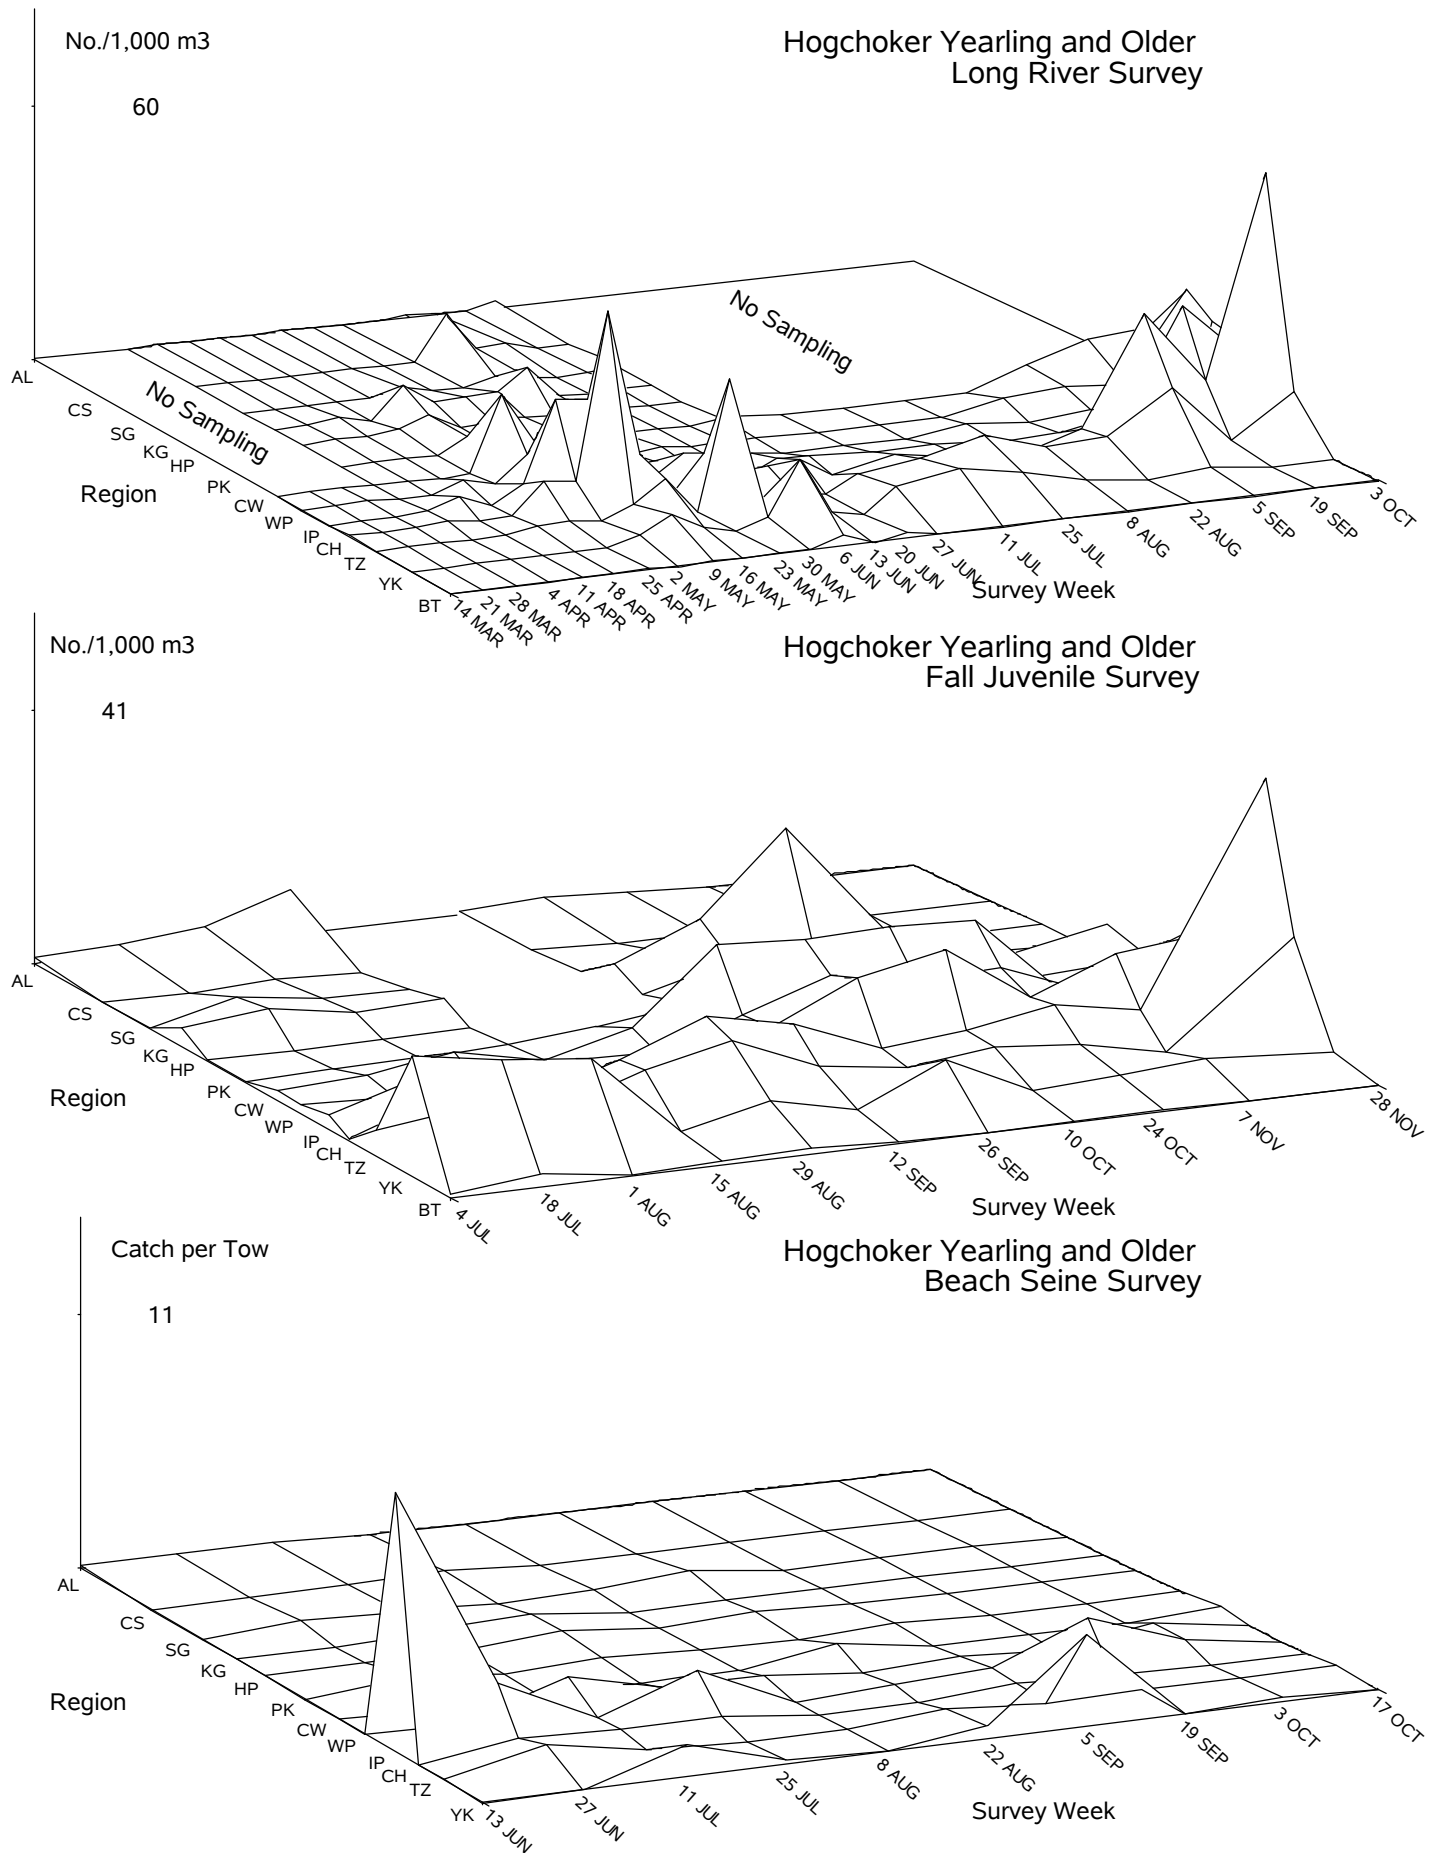 No./1,000 m3
Hogchoker Yearling and Older
Long River Survey
60
No Sampling
AL
CS
SG
KG
HP
PK
CW
WP
IP
CH
TZ
YK
BT
No Sampling
Region
14 MAR
21 MAR
28 MAR
4 APR
11 APR
18 APR
25 APR
2 MAY
9 MAY
16 MAY
23 MAY
30 MAY
6 JUN
13 JUN
20 JUN
27 JUN
11 JUL
25 JUL
8 AUG
22 AUG
5 SEP
19 SEP
3 OCT
Survey Week
No./1,000 m3
Hogchoker Yearling and Older
Fall Juvenile Survey
41
AL
CS
SG
KG
HP
PK
CW
WP
IP
CH
TZ
YK
BT
Region
4 JUL
18 JUL
1 AUG
15 AUG
29 AUG
12 SEP
26 SEP
10 OCT
24 OCT
7 NOV
28 NOV
Survey Week
Catch per Tow
Hogchoker Yearling and Older
Beach Seine Survey
11
AL
CS
SG
KG
HP
PK
CW
WP
IP
CH
TZ
YK
Region
13 JUN
27 JUN
11 JUL
25 JUL
8 AUG
22 AUG
5 SEP
19 SEP
3 OCT
17 OCT
Survey Week